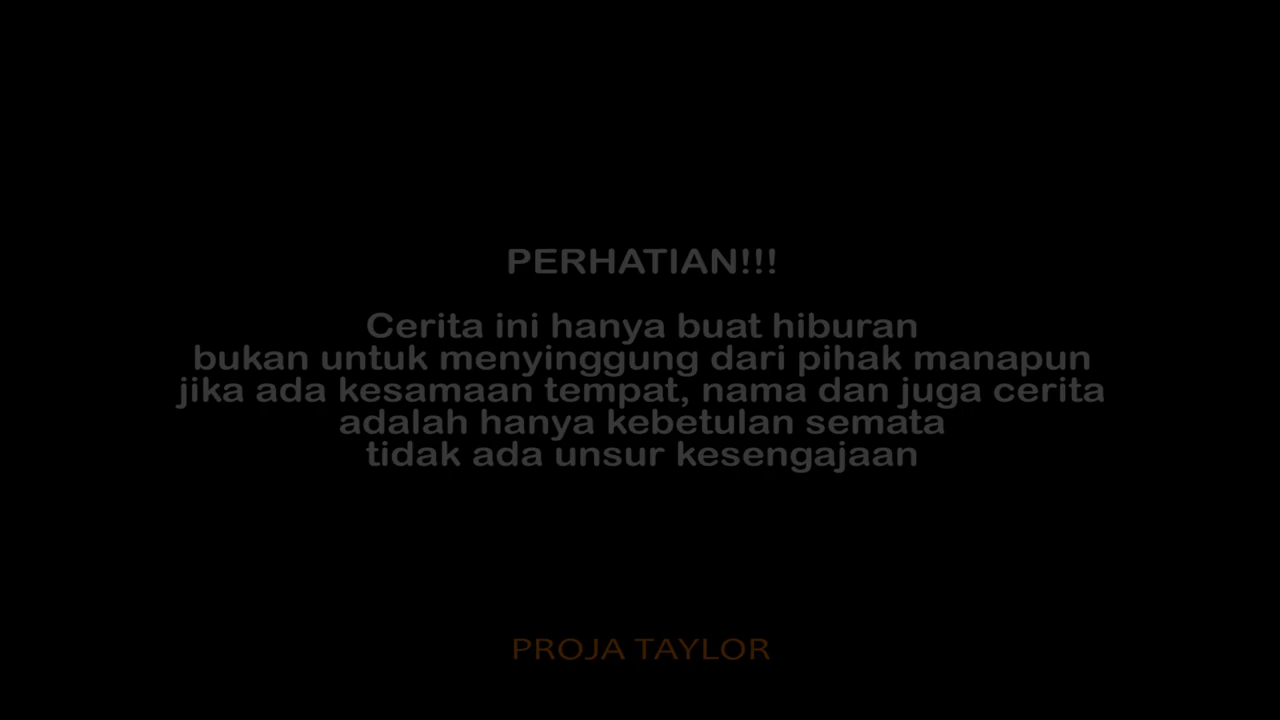 PERHATIAN!!!
Cerita ini hanya buat hiburan
bukan untuk menyinggung dari pihak manapun
jika ada kesamaan tempat, nama dan juga cerita
adalah hanya kebetulan semata
tidak ada unsur kesengajaan
PROJA TAYLOR